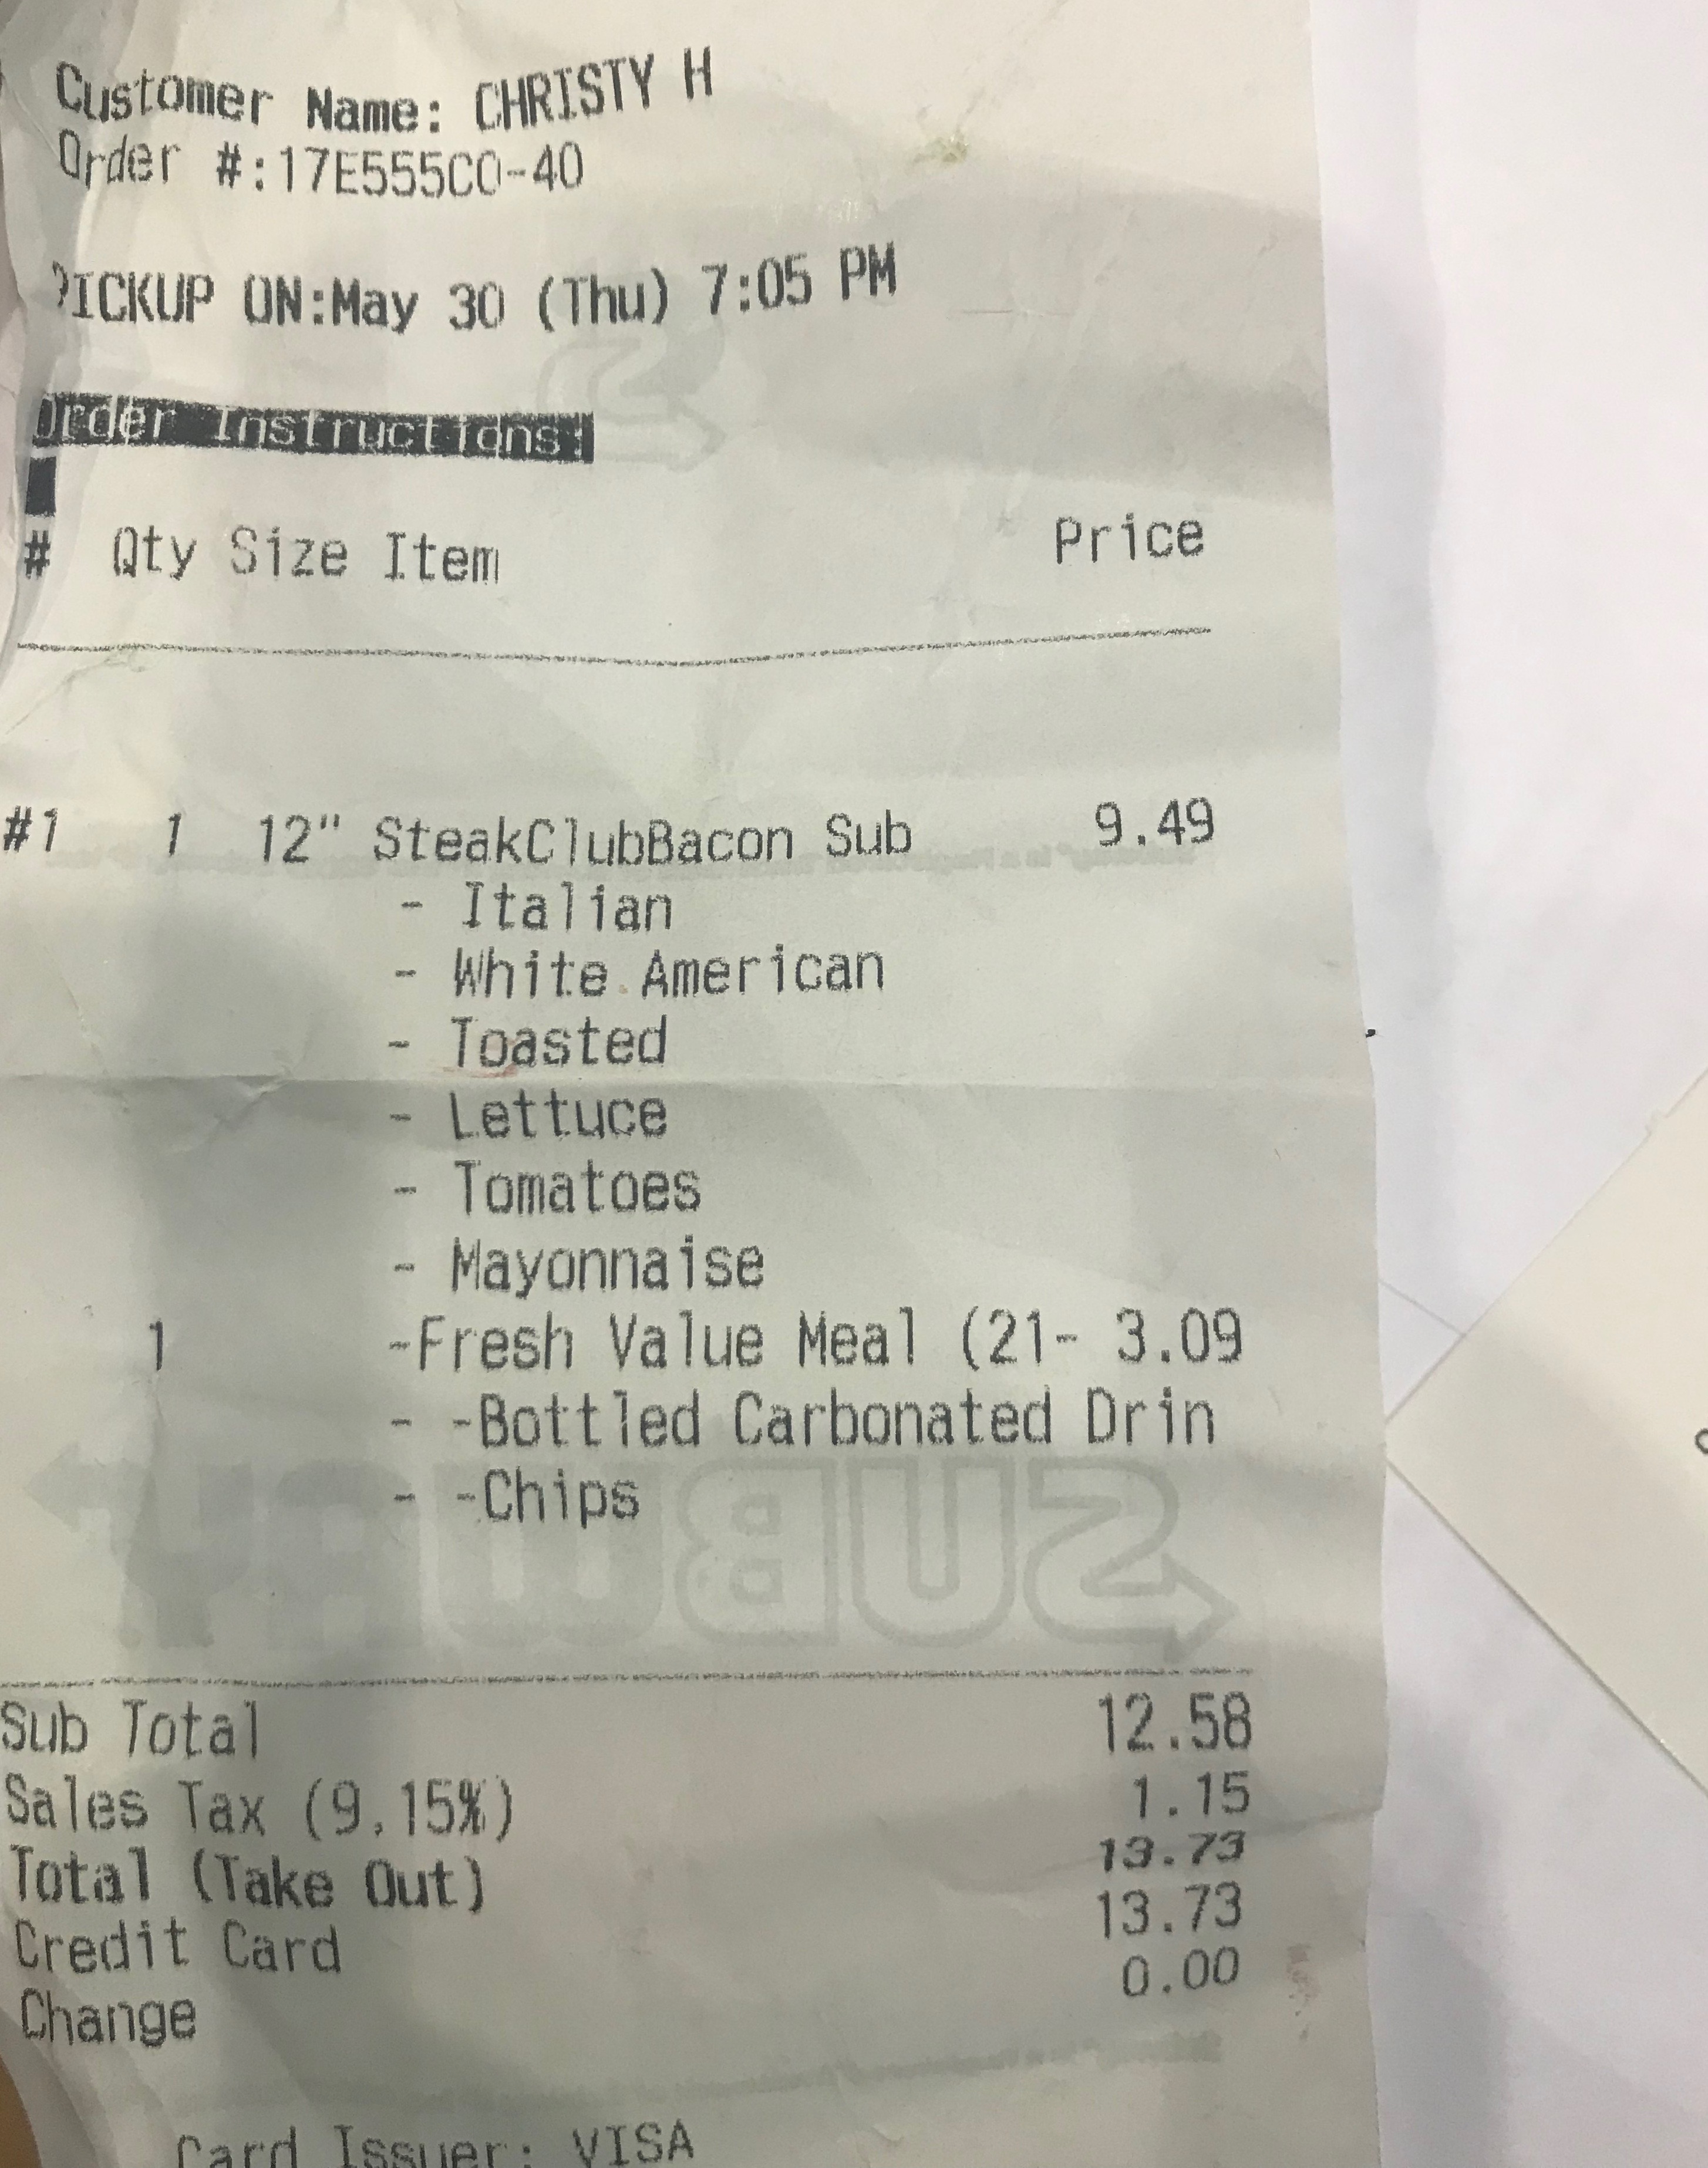 Customer Name: CHRISTY H
Order #:17E555C0-40
PICKUP ON:May 30 (Thu) 7:05 PM
Order Instructions:
# Qty Size Item Price
#1 1 12" SteakClubBacon Sub 9.49
- Italian
- White American
- Toasted
- Lettuce
- Tomatoes
- Mayonnaise
1 -Fresh Value Meal (21- 3.09
- -Bottled Carbonated Drin
- -Chips
SUBWAY
Sub Total 12.58
Sales Tax (9.15%) 1.15
Total (Take Out) 13.73
Credit Card 13.73
Change 0.00
Card Issuer: VISA